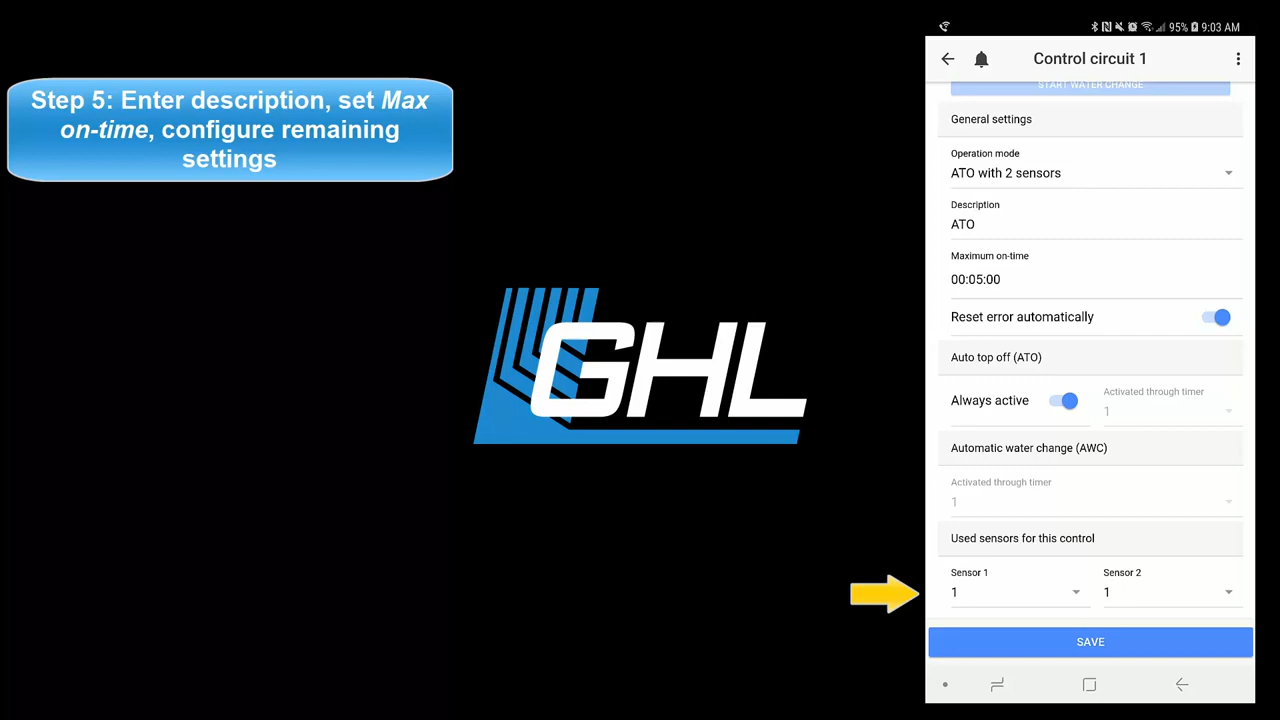 Step 5: Enter description, set Max
on-time, configure remaining
settings
GHL
95% 9:03 AM
Control circuit 1
START WATER CHANGE
General settings
Operation mode
ATO with 2 sensors
Description
ATO
Maximum on-time
00:05:00
Reset error automatically
Auto top off (ATO)
Always active
Activated through timer
1
Automatic water change (AWC)
Activated through timer
1
Used sensors for this control
Sensor 1 Sensor 2
1 1
SAVE